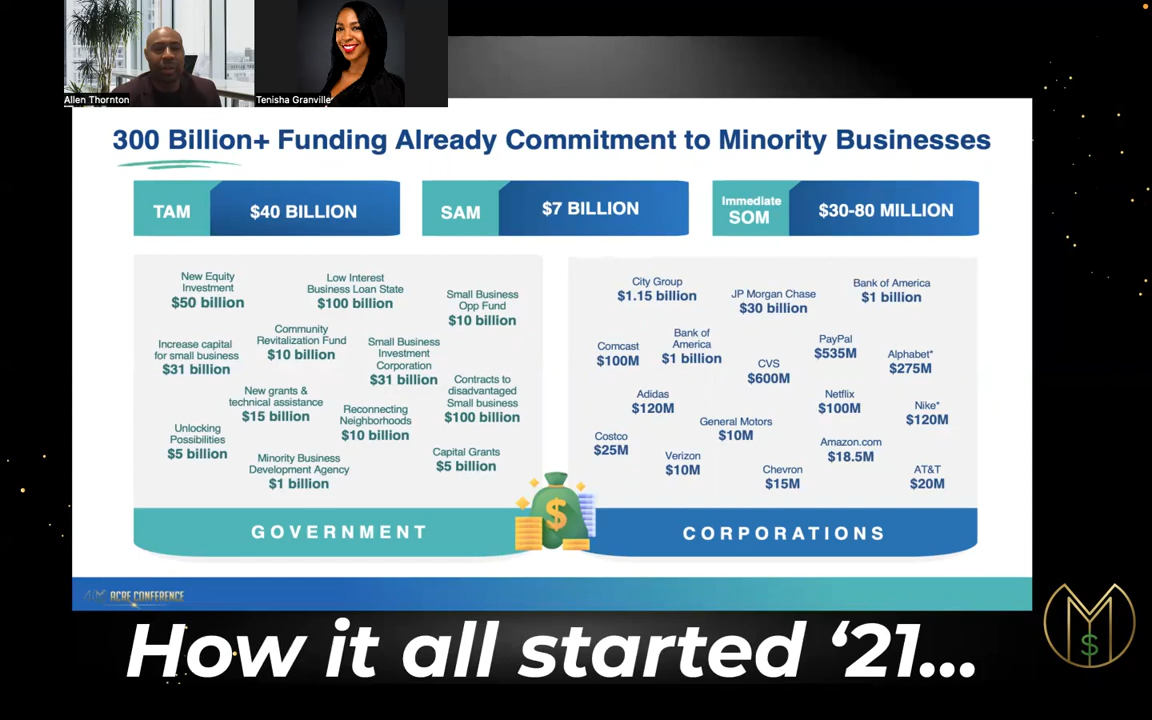 Allen Thornton
Tenisha Granville
300 Billion+ Funding Already Commitment to Minority Businesses
TAM
$40 BILLION
SAM
$7 BILLION
Immediate
SOM
$30-80 MILLION
New Equity
Investment
$50 billion
Low Interest
Business Loan State
$100 billion
Small Business
Opp Fund
$10 billion
Increase capital
for small business
$31 billion
Community
Revitalization Fund
$10 billion
Small Business
Investment
Corporation
$31 billion
New grants &
technical assistance
$15 billion
Contracts to
disadvantaged
Small business
$100 billion
Reconnecting
Neighborhoods
$10 billion
Unlocking
Possibilities
$5 billion
Minority Business
Development Agency
$1 billion
Capital Grants
$5 billion
GOVERNMENT
City Group
$1.15 billion
JP Morgan Chase
$30 billion
Bank of America
$1 billion
Comcast
$100M
Bank of
America
$1 billion
CVS
$600M
PayPal
$535M
Alphabet*
$275M
Adidas
$120M
General Motors
$10M
Netflix
$100M
Nike*
$120M
Costco
$25M
Verizon
$10M
Chevron
$15M
Amazon.com
$18.5M
AT&T
$20M
CORPORATIONS
ACRE CONFERENCE
How it all started ‘21...